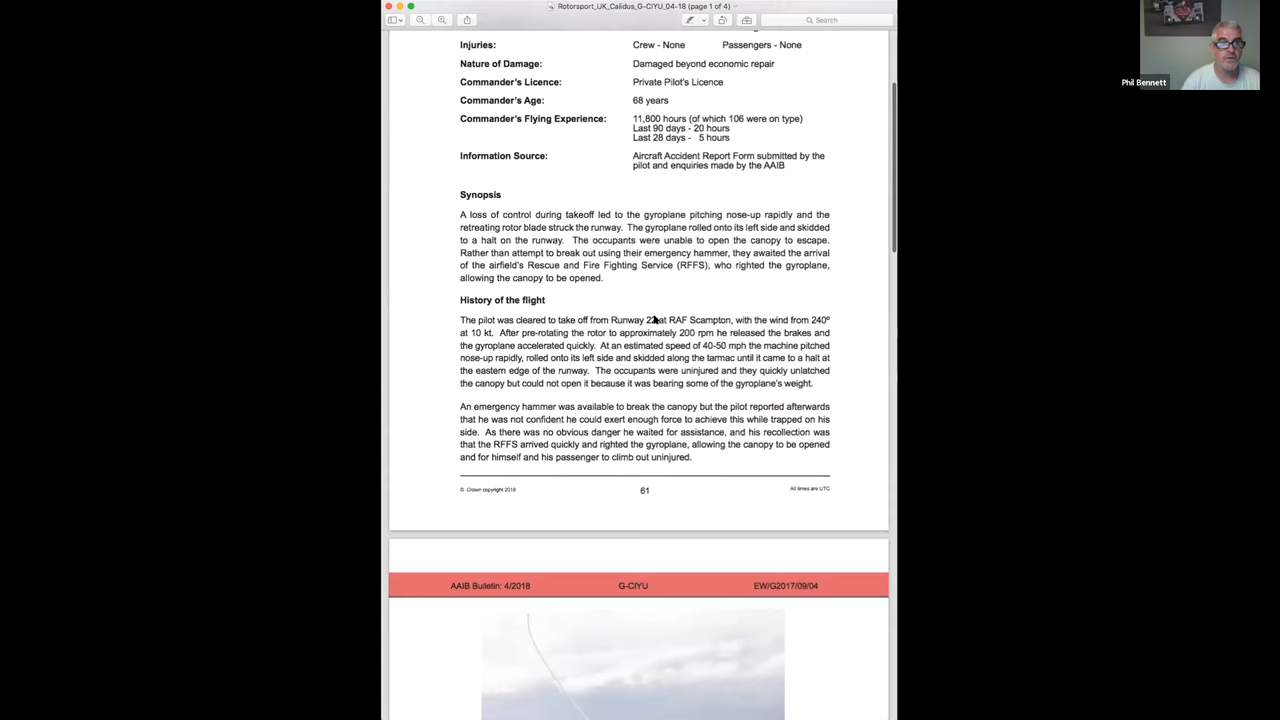 Rotorsport_UK_Calidus_G-CIYU_04-18 (page 1 of 4)
Search
Phil Bennett
Injuries: Crew - None Passengers - None
Nature of Damage: Damaged beyond economic repair
Commander's Licence: Private Pilot's Licence
Commander's Age: 68 years
Commander's Flying Experience: 11,800 hours (of which 106 were on type)
Last 90 days - 20 hours
Last 28 days - 5 hours
Information Source: Aircraft Accident Report Form submitted by the
pilot and enquiries made by the AAIB
Synopsis
A loss of control during takeoff led to the gyroplane pitching nose-up rapidly and the
retreating rotor blade struck the runway. The gyroplane rolled onto its left side and skidded
to a halt on the runway. The occupants were unable to open the canopy to escape.
Rather than attempt to break out using their emergency hammer, they awaited the arrival
of the airfield's Rescue and Fire Fighting Service (RFFS), who righted the gyroplane,
allowing the canopy to be opened.
History of the flight
The pilot was cleared to take off from Runway at RAF Scampton, with the wind from 240º
at 10 kt. After pre-rotating the rotor to approximately 200 rpm he released the brakes and
the gyroplane accelerated quickly. At an estimated speed of 40-50 mph the machine pitched
nose-up rapidly, rolled onto its left side and skidded along the tarmac until it came to a halt at
the eastern edge of the runway. The occupants were uninjured and they quickly unlatched
the canopy but could not open it because it was bearing some of the gyroplane's weight.
An emergency hammer was available to break the canopy but the pilot reported afterwards
that he was not confident he could exert enough force to achieve this while trapped on his
side. As there was no obvious danger he waited for assistance, and his recollection was
that the RFFS arrived quickly and righted the gyroplane, allowing the canopy to be opened
and for himself and his passenger to climb out uninjured.
© Crown copyright 2018 61 All times are UTC
AAIB Bulletin: 4/2018 G-CIYU EW/G2017/09/04